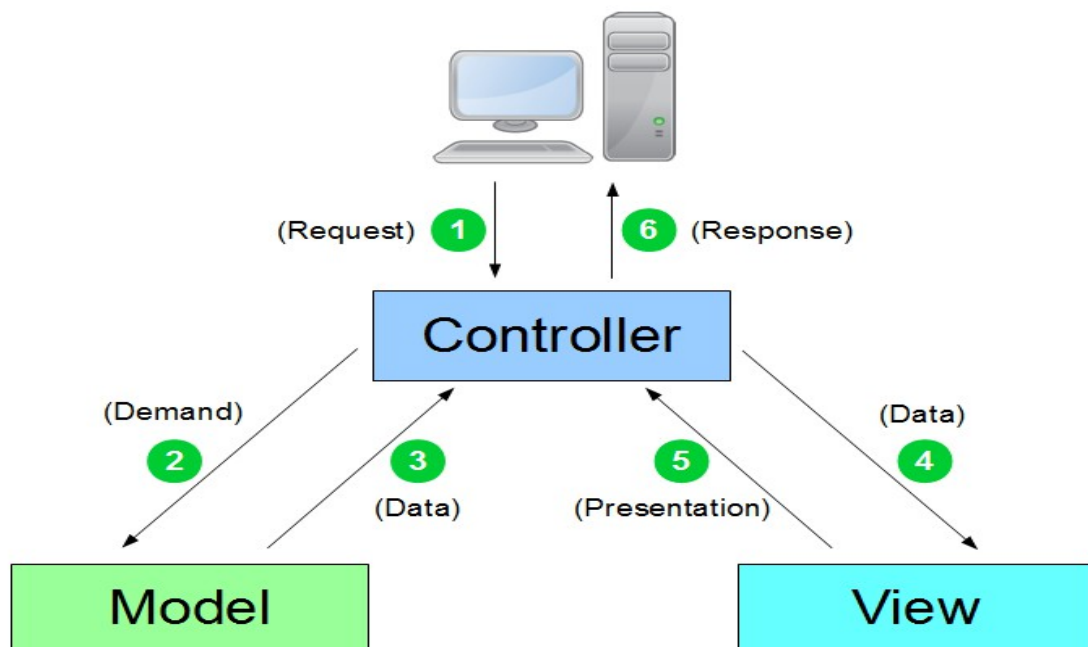 (Request) 1
6 (Response)
Controller
(Demand)
2
3
(Data)
(Data)
4
5
(Presentation)
Model
View